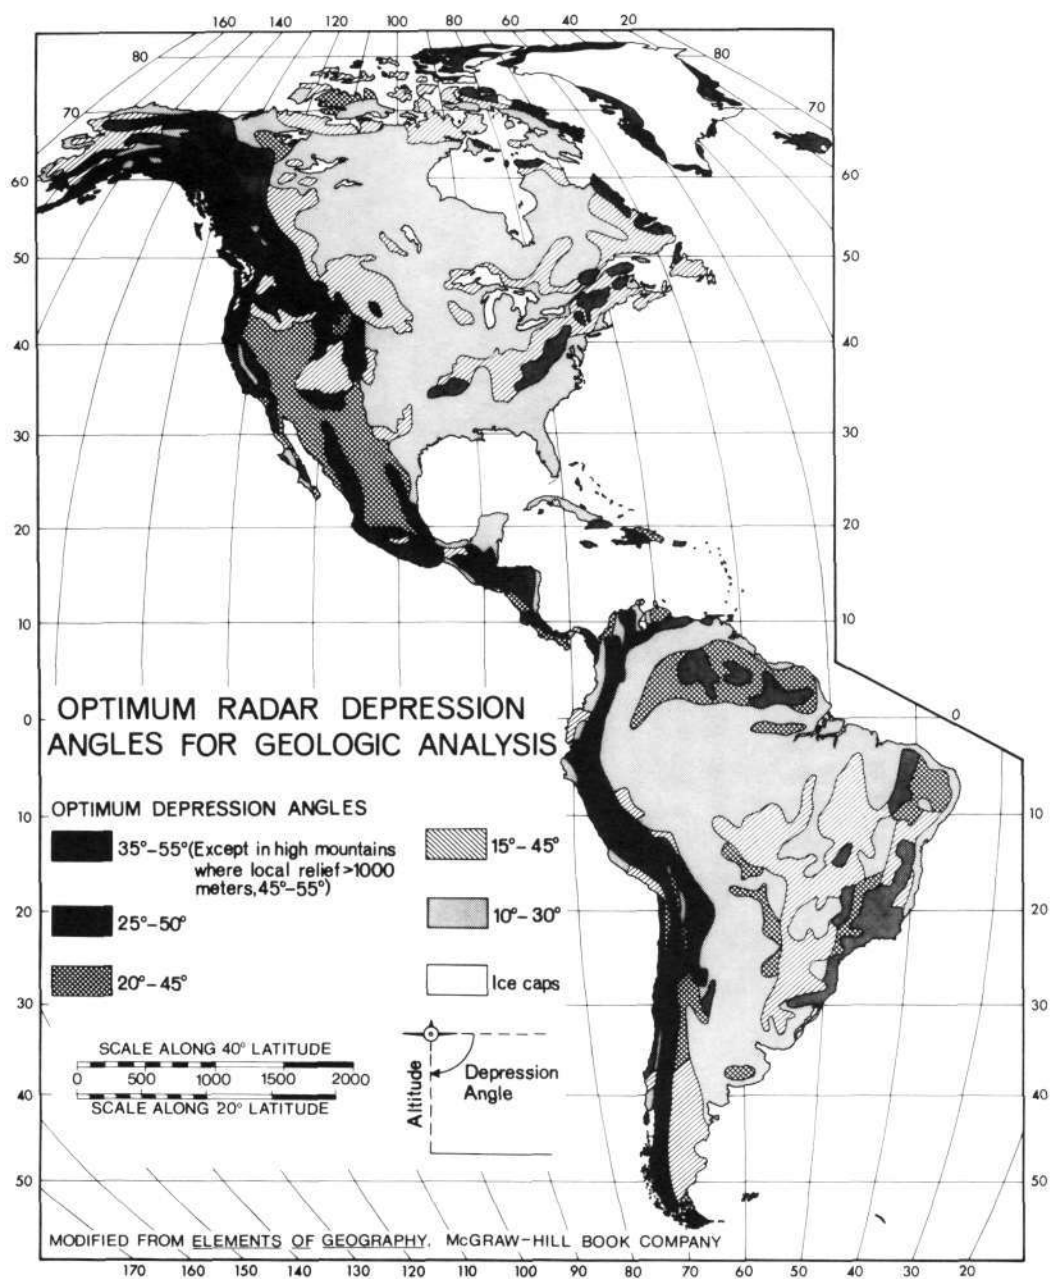 160 140 120 100 80 60 40 20
80
80
70
70
60
60
50
50
40
40
30
30
20
20
10
10
OPTIMUM RADAR DEPRESSION
ANGLES FOR GEOLOGIC ANALYSIS
0
0
OPTIMUM DEPRESSION ANGLES
35°–55° (Except in high mountains
where local relief >1000
meters, 45°–55°)
25°–50°
20°–45°
15°–45°
10°–30°
Ice caps
10
10
20
20
30
30
40
40
50
50
SCALE ALONG 40° LATITUDE
0 500 1000 1500 2000
SCALE ALONG 20° LATITUDE
Altitude
Depression
Angle
MODIFIED FROM ELEMENTS OF GEOGRAPHY, McGRAW–HILL BOOK COMPANY
170 160 150 140 130 120 110 100 90 80 70 60 50 40 30 20